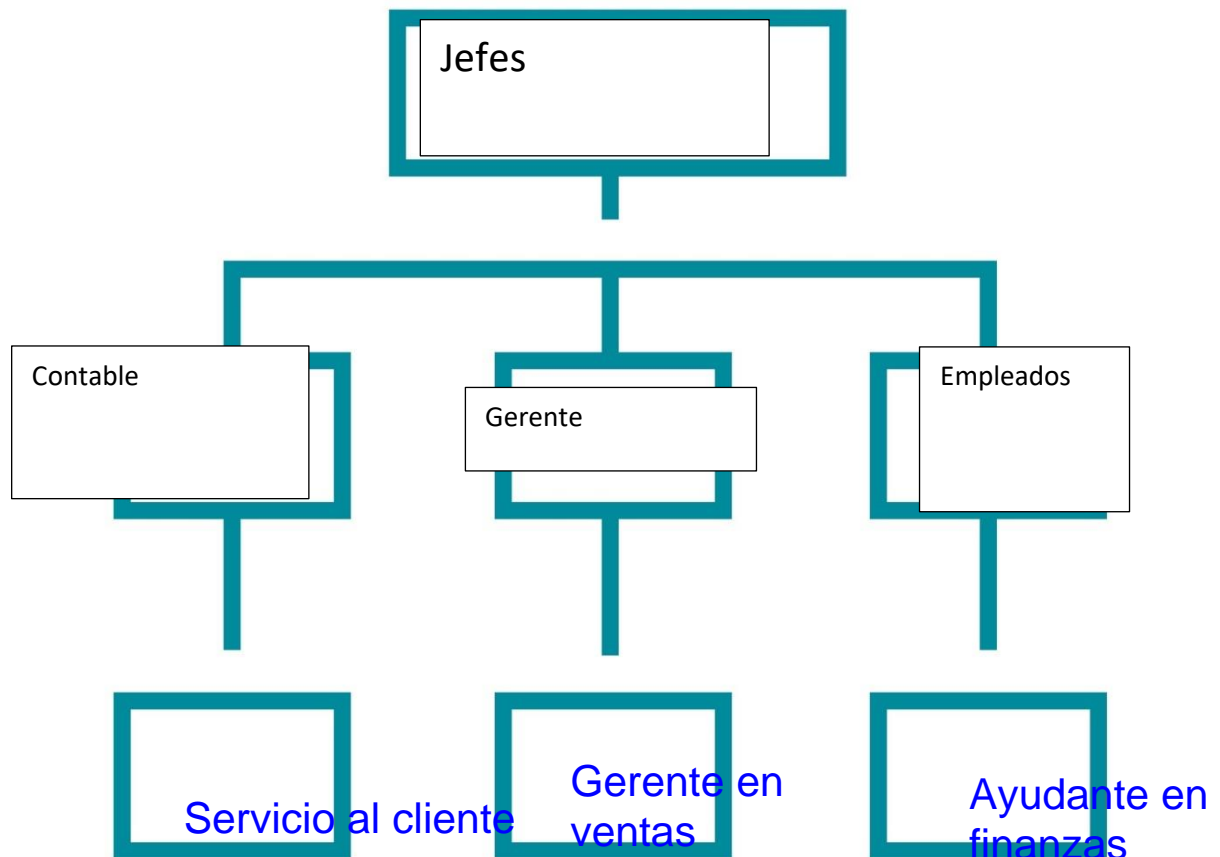 Jefes
Contable
Gerente
Empleados
Servicio al cliente
Gerente en
ventas
Ayudante en
finanzas